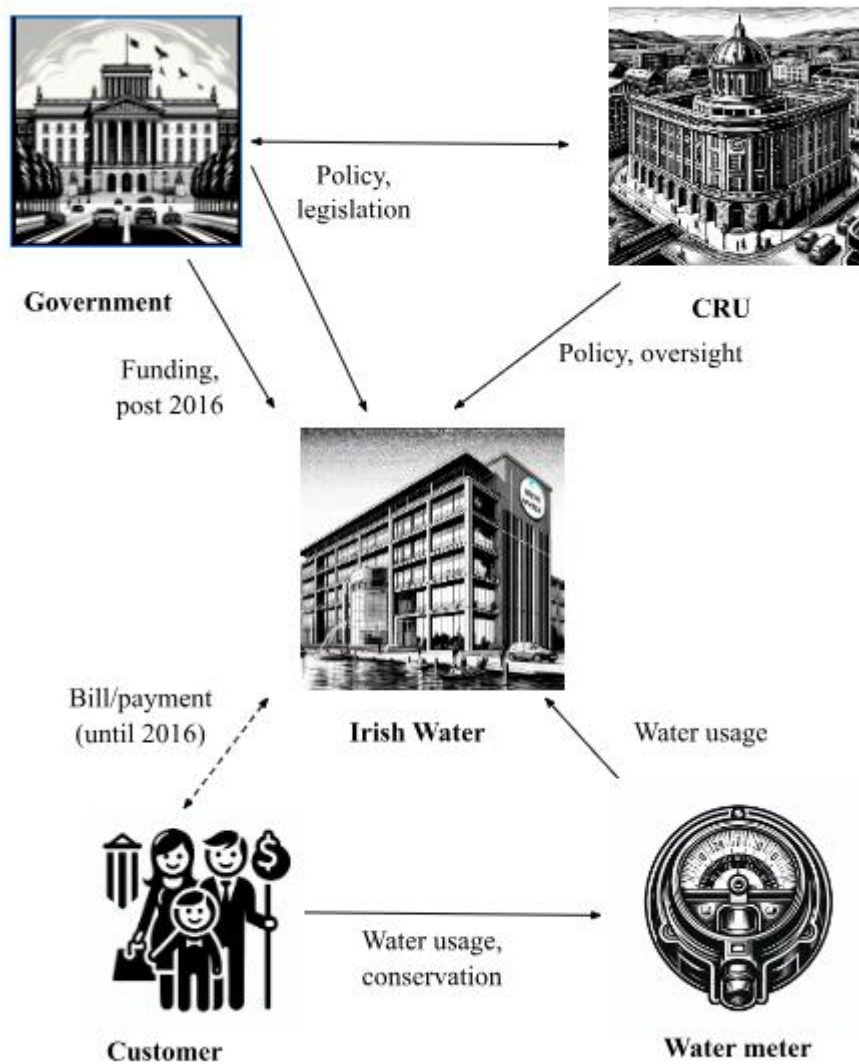 Policy,
legislation
Government
CRU
Policy, oversight
Funding,
post 2016
Bill/payment
(until 2016)
Irish Water
Water usage
$
Water usage,
conservation
Customer
Water meter